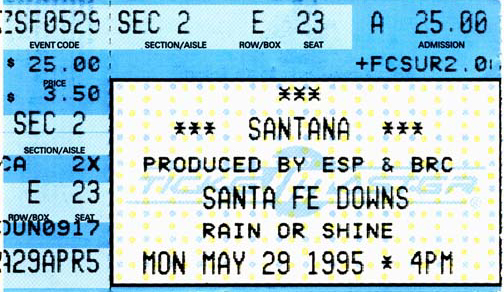 ZSF0529 SEC 2 E 23 A 25.00
EVENT CODE SECTION/AISLE ROW/BOX SEAT ADMISSION
$ 25.00 +FCSUR2.0
PRICE
$ 3.50
SEC 2
SECTION/AISLE
CA 2X
E 23
ROW/BOX SEAT
OUN0917
A29APR5
***
*** SANTANA ***
PRODUCED BY ESP & BRC
SANTA FE DOWNS
RAIN OR SHINE
MON MAY 29 1995 * 4PM